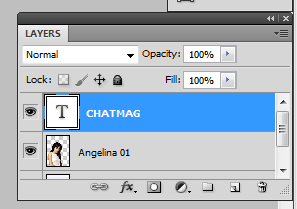 LAYERS
Normal Opacity: 100%
Lock: Fill: 100%
T CHATMAG
Angelina 01
fx